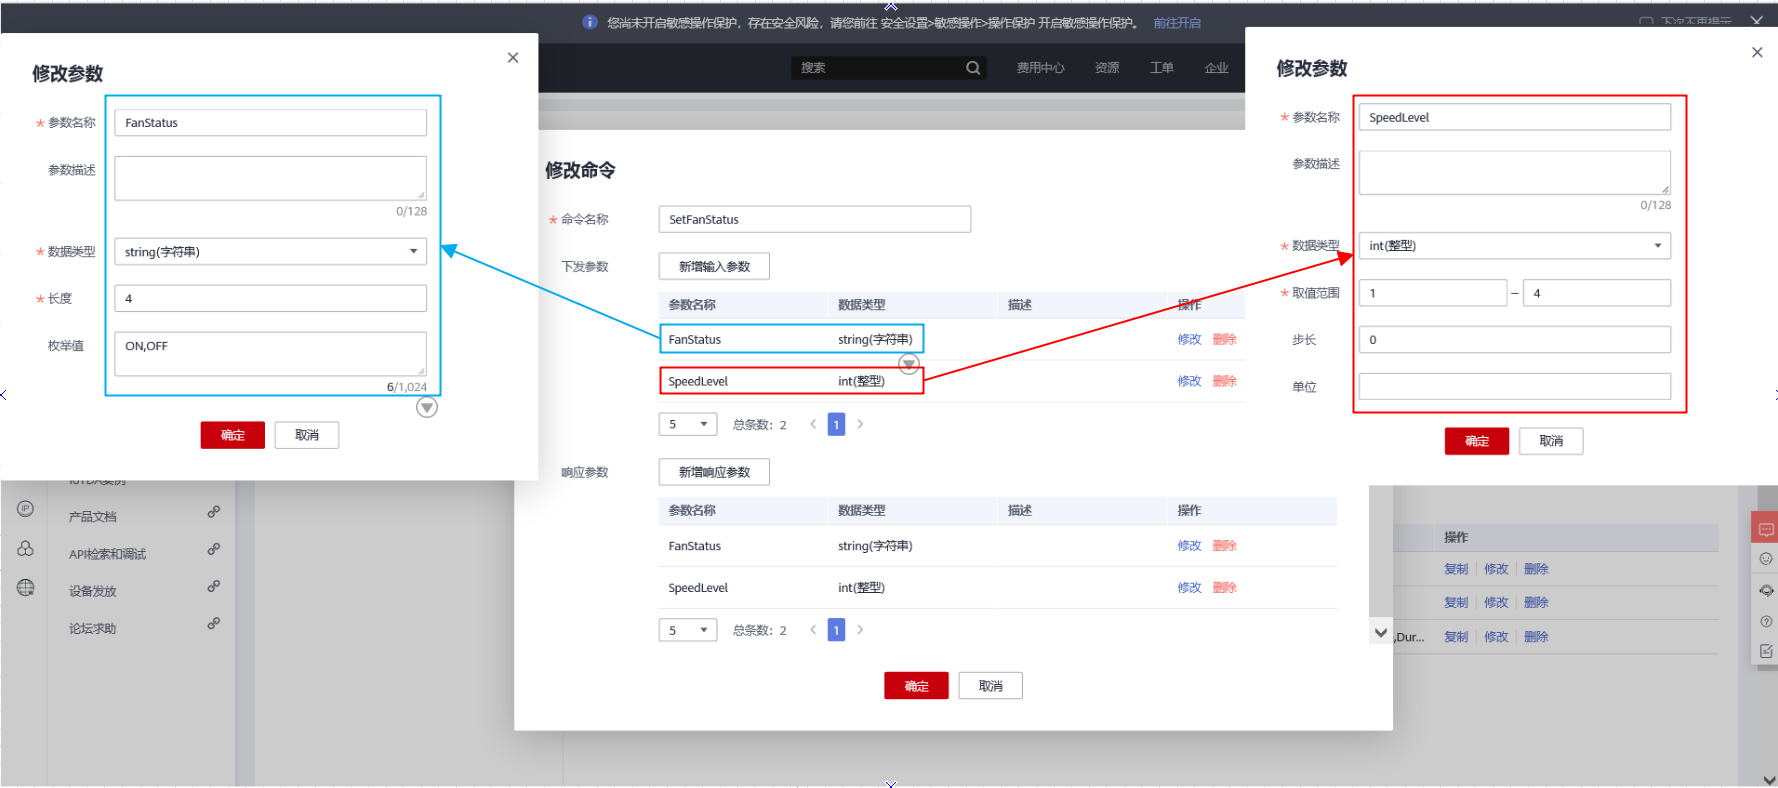 您尚未开启敏感操作保护，存在安全风险，请您前往 安全设置>敏感操作>操作保护 开启敏感操作保护。 前往开启
下次不再提示
搜索
费用中心 资源 工单 企业
修改参数
* 参数名称 FanStatus
参数描述
0/128
* 数据类型 string(字符串)
* 长度 4
枚举值 ON,OFF
6/1,024
确定 取消
修改命令
* 命令名称 SetFanStatus
下发参数 新增输入参数
参数名称 数据类型 描述 操作
FanStatus string(字符串) 修改 删除
SpeedLevel int(整型) 修改 删除
5 总条数：2 < 1 >
响应参数 新增响应参数
参数名称 数据类型 描述 操作
FanStatus string(字符串) 修改 删除
SpeedLevel int(整型) 修改 删除
5 总条数：2 < 1 >
确定 取消
修改参数
* 参数名称 SpeedLevel
参数描述
0/128
* 数据类型 int(整型)
* 取值范围 1 – 4
步长 0
单位
确定 取消
产品文档
API检索和调试
设备发放
论坛求助
操作
复制 修改 删除
复制 修改 删除
,Dur... 复制 修改 删除